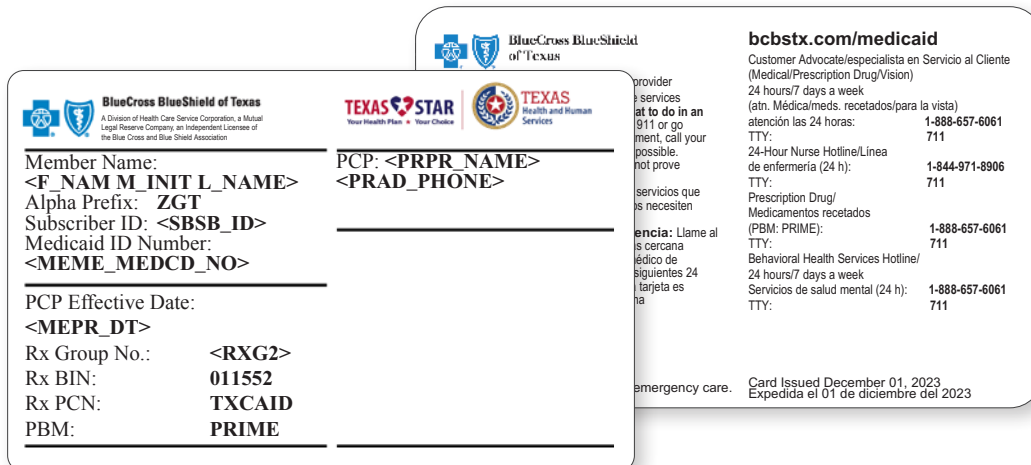 BlueCross BlueShield of Texas
A Division of Health Care Service Corporation, a Mutual
Legal Reserve Company, an Independent Licensee of
the Blue Cross and Blue Shield Association
TEXAS STAR
Your Health Plan ★ Your Choice
TEXAS
Health and Human
Services
Member Name:
<F_NAM M_INIT L_NAME>
Alpha Prefix: ZGT
Subscriber ID: <SBSB_ID>
Medicaid ID Number:
<MEME_MEDCD_NO>
PCP: <PRPR_NAME>
<PRAD_PHONE>
PCP Effective Date:
<MEPR_DT>
Rx Group No.: <RXG2>
Rx BIN: 011552
Rx PCN: TXCAID
PBM: PRIME
BlueCross BlueShield
of Texas
provider
services
at to do in an
911 or go
ment, call your
possible.
not prove
servicios que
os necesiten
encia: Llame al
s cercana
édico de
siguientes 24
tarjeta es
na
emergency care.
bcbstx.com/medicaid
Customer Advocate/especialista en Servicio al Cliente
(Medical/Prescription Drug/Vision)
24 hours/7 days a week
(atn. Médica/meds. recetados/para la vista)
atención las 24 horas: 1-888-657-6061
TTY: 711
24-Hour Nurse Hotline/Línea
de enfermería (24 h): 1-844-971-8906
TTY: 711
Prescription Drug/
Medicamentos recetados
(PBM: PRIME): 1-888-657-6061
TTY: 711
Behavioral Health Services Hotline/
24 hours/7 days a week
Servicios de salud mental (24 h): 1-888-657-6061
TTY: 711
Card Issued December 01, 2023
Expedida el 01 de diciembre del 2023